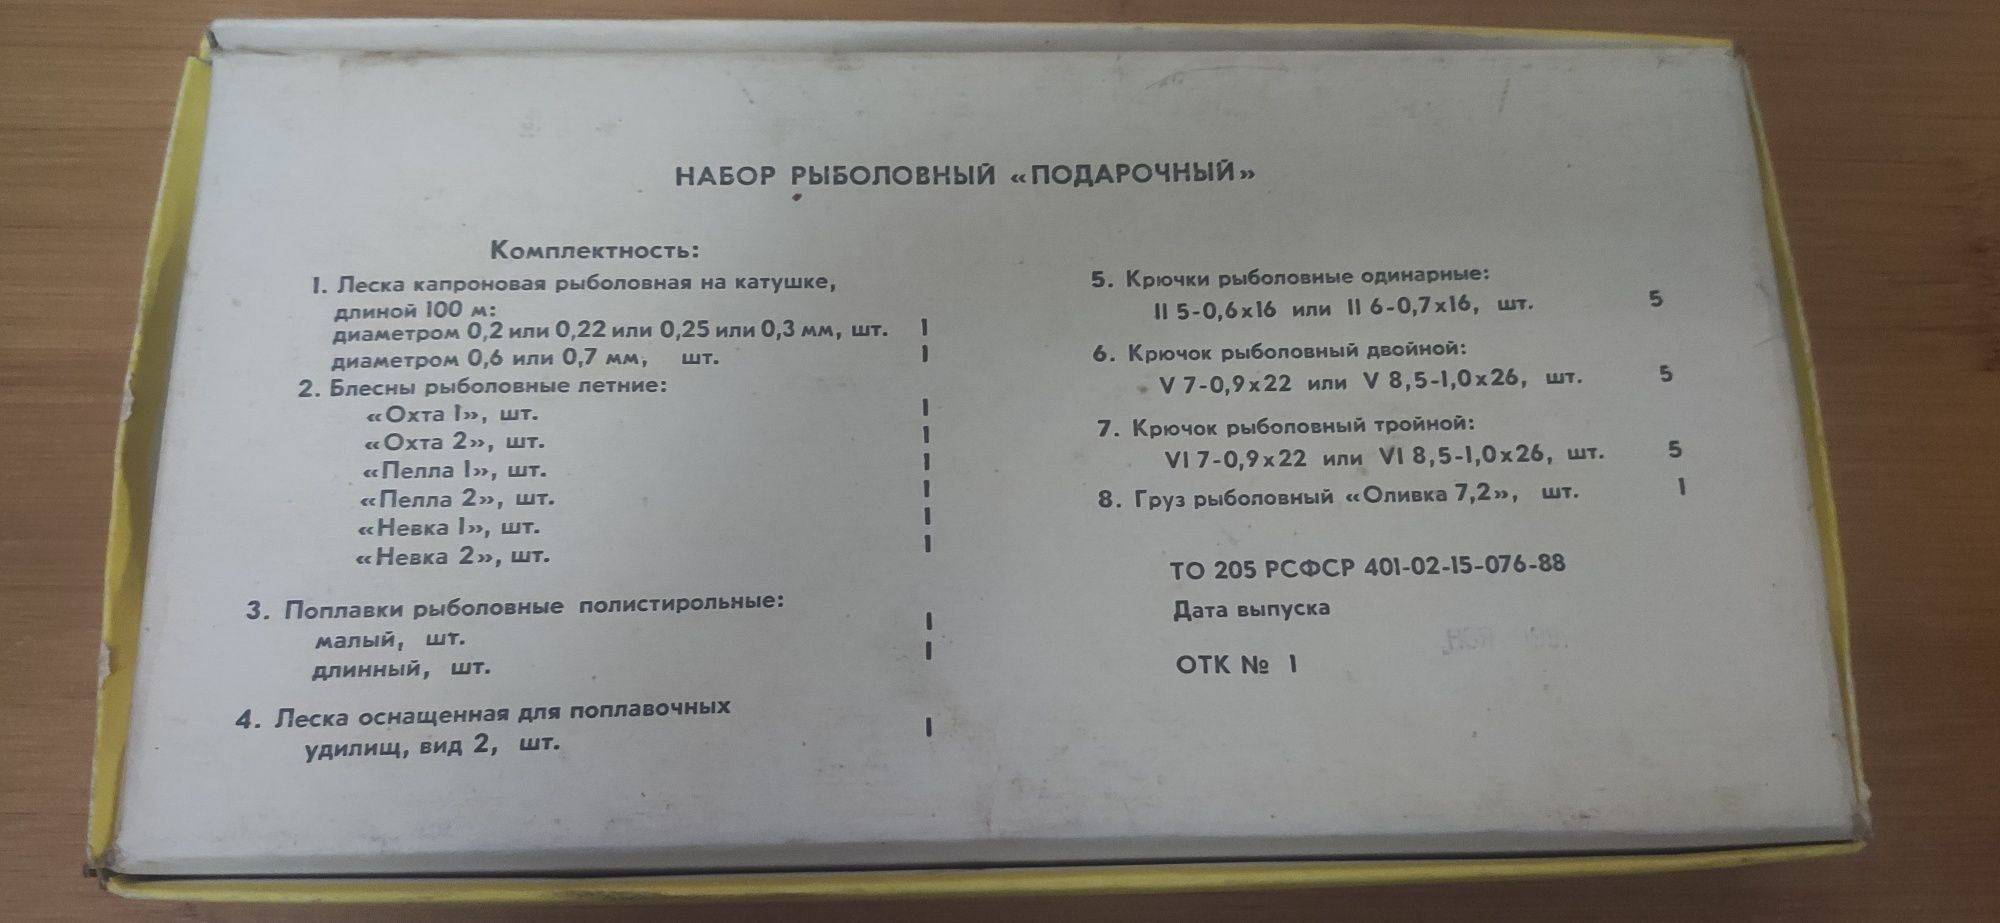 НАБОР РЫБОЛОВНЫЙ «ПОДАРОЧНЫЙ»
Комплектность:
1. Леска капроновая рыболовная на катушке,
длиной 100 м:
диаметром 0,2 или 0,22 или 0,25 или 0,3 мм, шт. 1
диаметром 0,6 или 0,7 мм, шт. 1
2. Блесны рыболовные летние:
«Охта 1», шт. 1
«Охта 2», шт. 1
«Пелла 1», шт. 1
«Пелла 2», шт. 1
«Невка 1», шт. 1
«Невка 2», шт. 1
3. Поплавки рыболовные полистирольные:
малый, шт. 1
длинный, шт. 1
4. Леска оснащенная для поплавочных
удилищ, вид 2, шт. 1
5. Крючки рыболовные одинарные:
II 5-0,6х16 или II 6-0,7х16, шт. 5
6. Крючок рыболовный двойной:
V 7-0,9х22 или V 8,5-1,0х26, шт. 5
7. Крючок рыболовный тройной:
VI 7-0,9х22 или VI 8,5-1,0х26, шт. 5
8. Груз рыболовный «Оливка 7,2», шт. 1
ТО 205 РСФСР 401-02-15-076-88
Дата выпуска
ОТК № 1